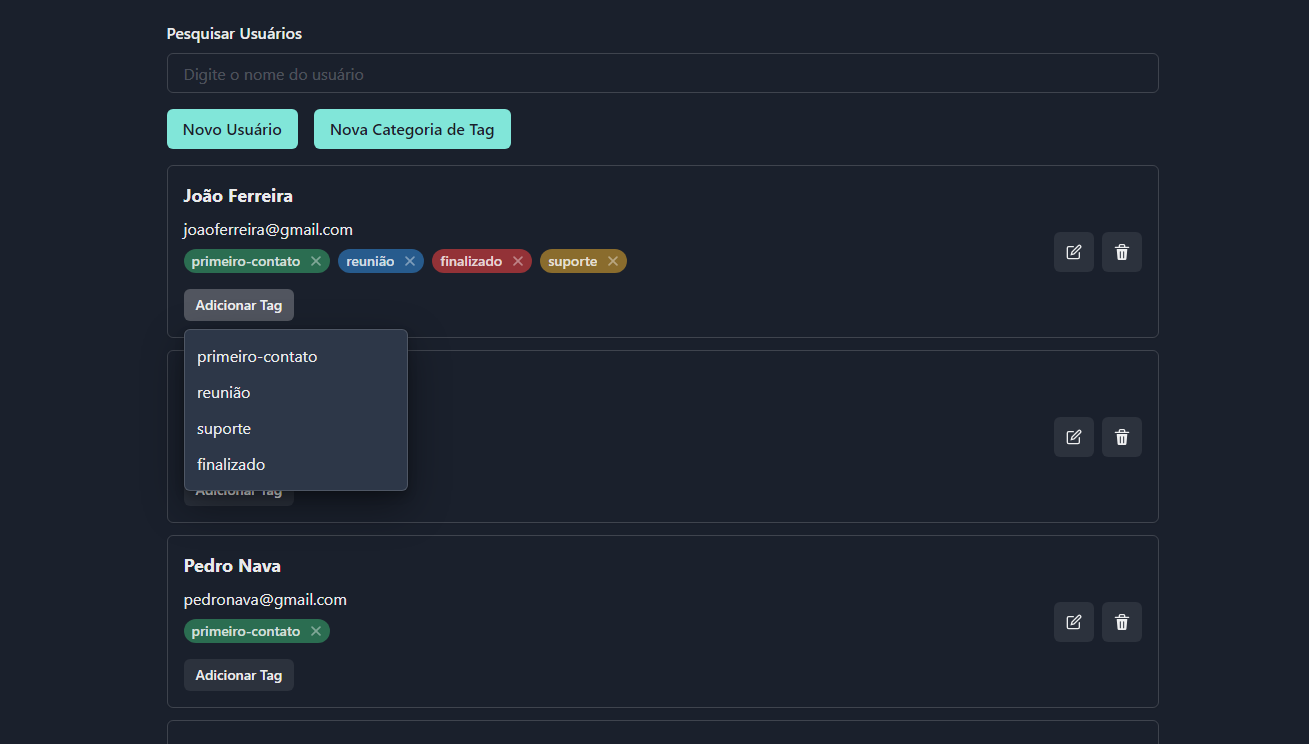 Pesquisar Usuários
Digite o nome do usuário
Novo Usuário
Nova Categoria de Tag
João Ferreira
joaoferreira@gmail.com
primeiro-contato
reunião
finalizado
suporte
Adicionar Tag
primeiro-contato
reunião
suporte
finalizado
Adicionar Tag
Pedro Nava
pedronava@gmail.com
primeiro-contato
Adicionar Tag